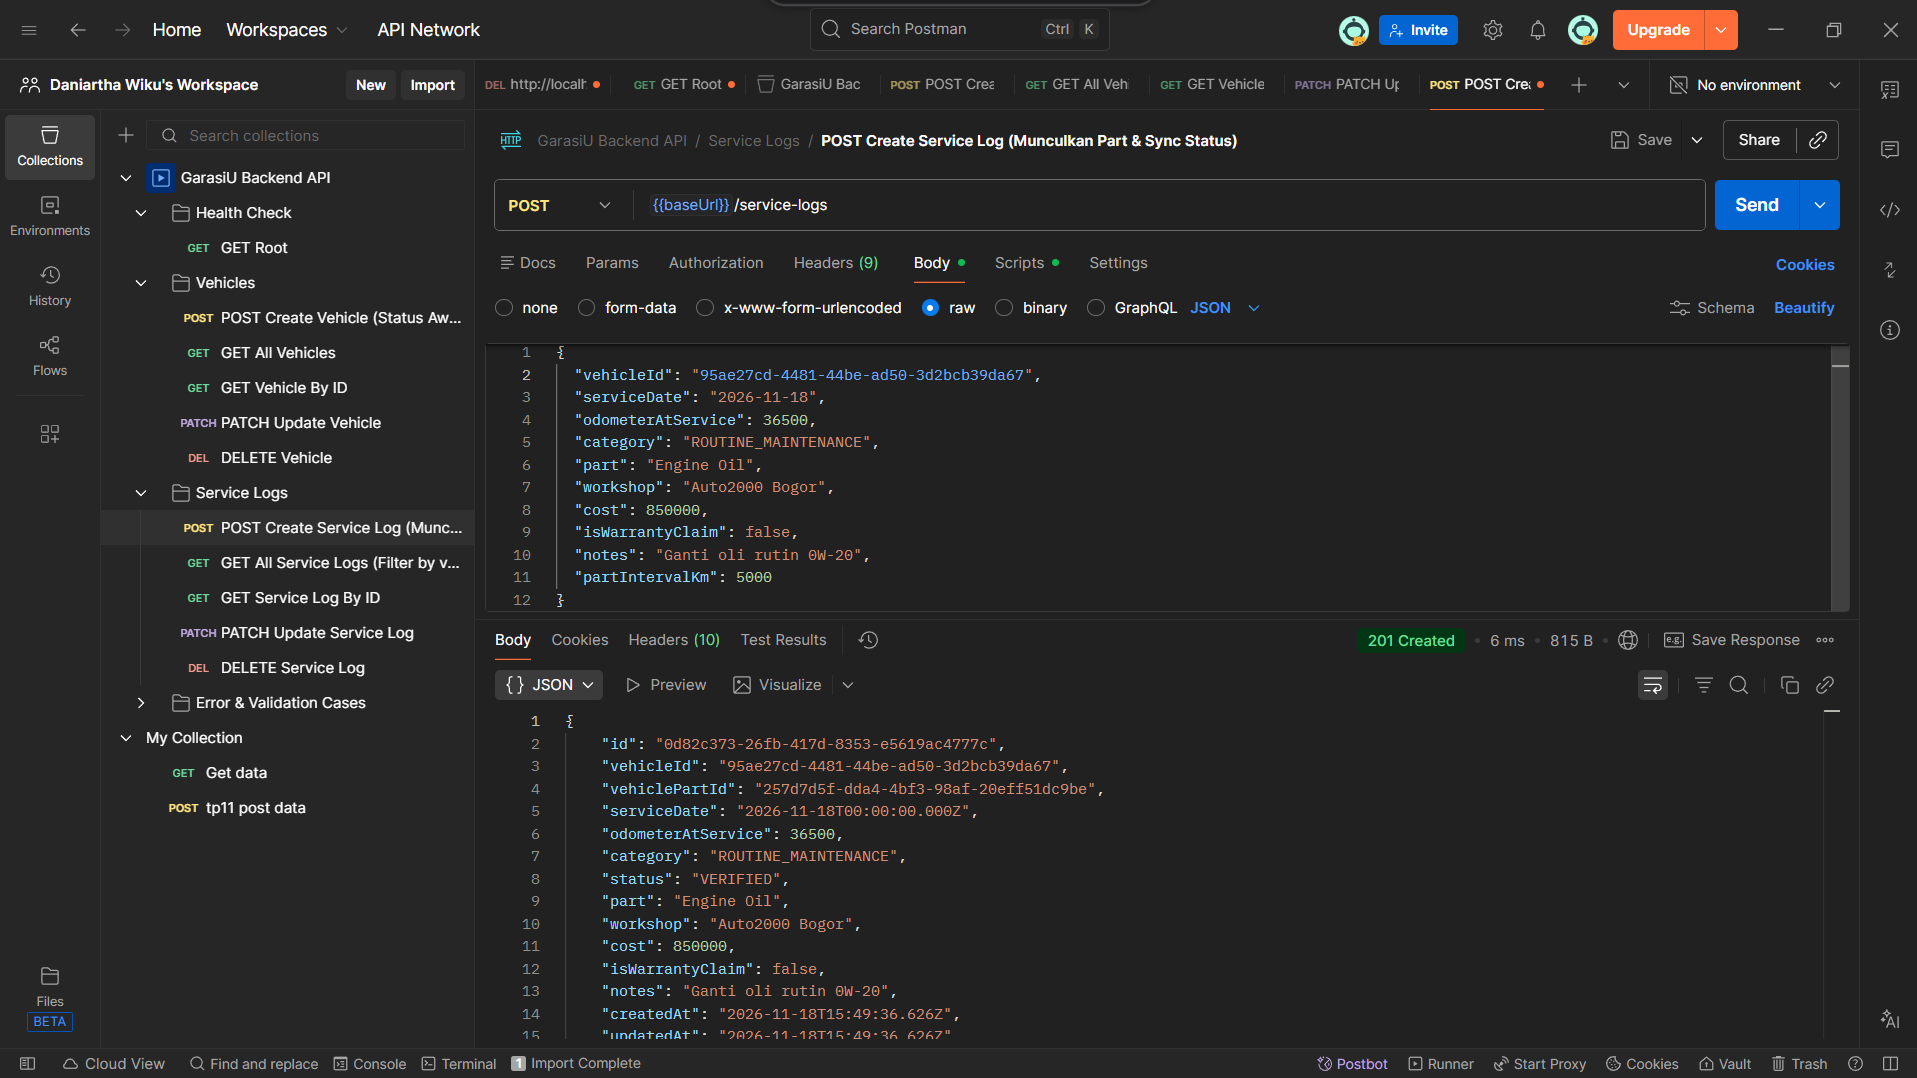 Home
Workspaces
API Network
Search Postman
Ctrl
K
Invite
Upgrade
Daniartha Wiku's Workspace
New
Import
DEL http://localh
GET GET Root
GarasiU Bac
POST POST Crea
GET GET All Vehi
GET GET Vehicle
PATCH PATCH Up
POST POST Crea
No environment
Collections
Environments
History
Flows
Files
BETA
Search collections
GarasiU Backend API
Health Check
GET GET Root
Vehicles
POST POST Create Vehicle (Status Aw...
GET GET All Vehicles
GET GET Vehicle By ID
PATCH PATCH Update Vehicle
DEL DELETE Vehicle
Service Logs
POST POST Create Service Log (Munc...
GET GET All Service Logs (Filter by v...
GET GET Service Log By ID
PATCH PATCH Update Service Log
DEL DELETE Service Log
Error & Validation Cases
My Collection
GET Get data
POST tp11 post data
HTTP GarasiU Backend API / Service Logs / POST Create Service Log (Munculkan Part & Sync Status)
Save
Share
POST
{{baseUrl}} /service-logs
Send
Docs
Params
Authorization
Headers (9)
Body
Scripts
Settings
Cookies
none
form-data
x-www-form-urlencoded
raw
binary
GraphQL
JSON
Schema
Beautify
1 {
2 "vehicleId": "95ae27cd-4481-44be-ad50-3d2bcb39da67",
3 "serviceDate": "2026-11-18",
4 "odometerAtService": 36500,
5 "category": "ROUTINE_MAINTENANCE",
6 "part": "Engine Oil",
7 "workshop": "Auto2000 Bogor",
8 "cost": 850000,
9 "isWarrantyClaim": false,
10 "notes": "Ganti oli rutin 0W-20",
11 "partIntervalKm": 5000
12 }
Body
Cookies
Headers (10)
Test Results
201 Created
6 ms
815 B
e.g. Save Response
{} JSON
Preview
Visualize
1 {
2 "id": "0d82c373-26fb-417d-8353-e5619ac4777c",
3 "vehicleId": "95ae27cd-4481-44be-ad50-3d2bcb39da67",
4 "vehiclePartId": "257d7d5f-dda4-4bf3-98af-20eff51dc9be",
5 "serviceDate": "2026-11-18T00:00:00.000Z",
6 "odometerAtService": 36500,
7 "category": "ROUTINE_MAINTENANCE",
8 "status": "VERIFIED",
9 "part": "Engine Oil",
10 "workshop": "Auto2000 Bogor",
11 "cost": 850000,
12 "isWarrantyClaim": false,
13 "notes": "Ganti oli rutin 0W-20",
14 "createdAt": "2026-11-18T15:49:36.626Z",
15 "updatedAt": "2026-11-18T15:49:36.626Z"
Cloud View
Find and replace
Console
Terminal
1 Import Complete
Postbot
Runner
Start Proxy
Cookies
Vault
Trash
AI